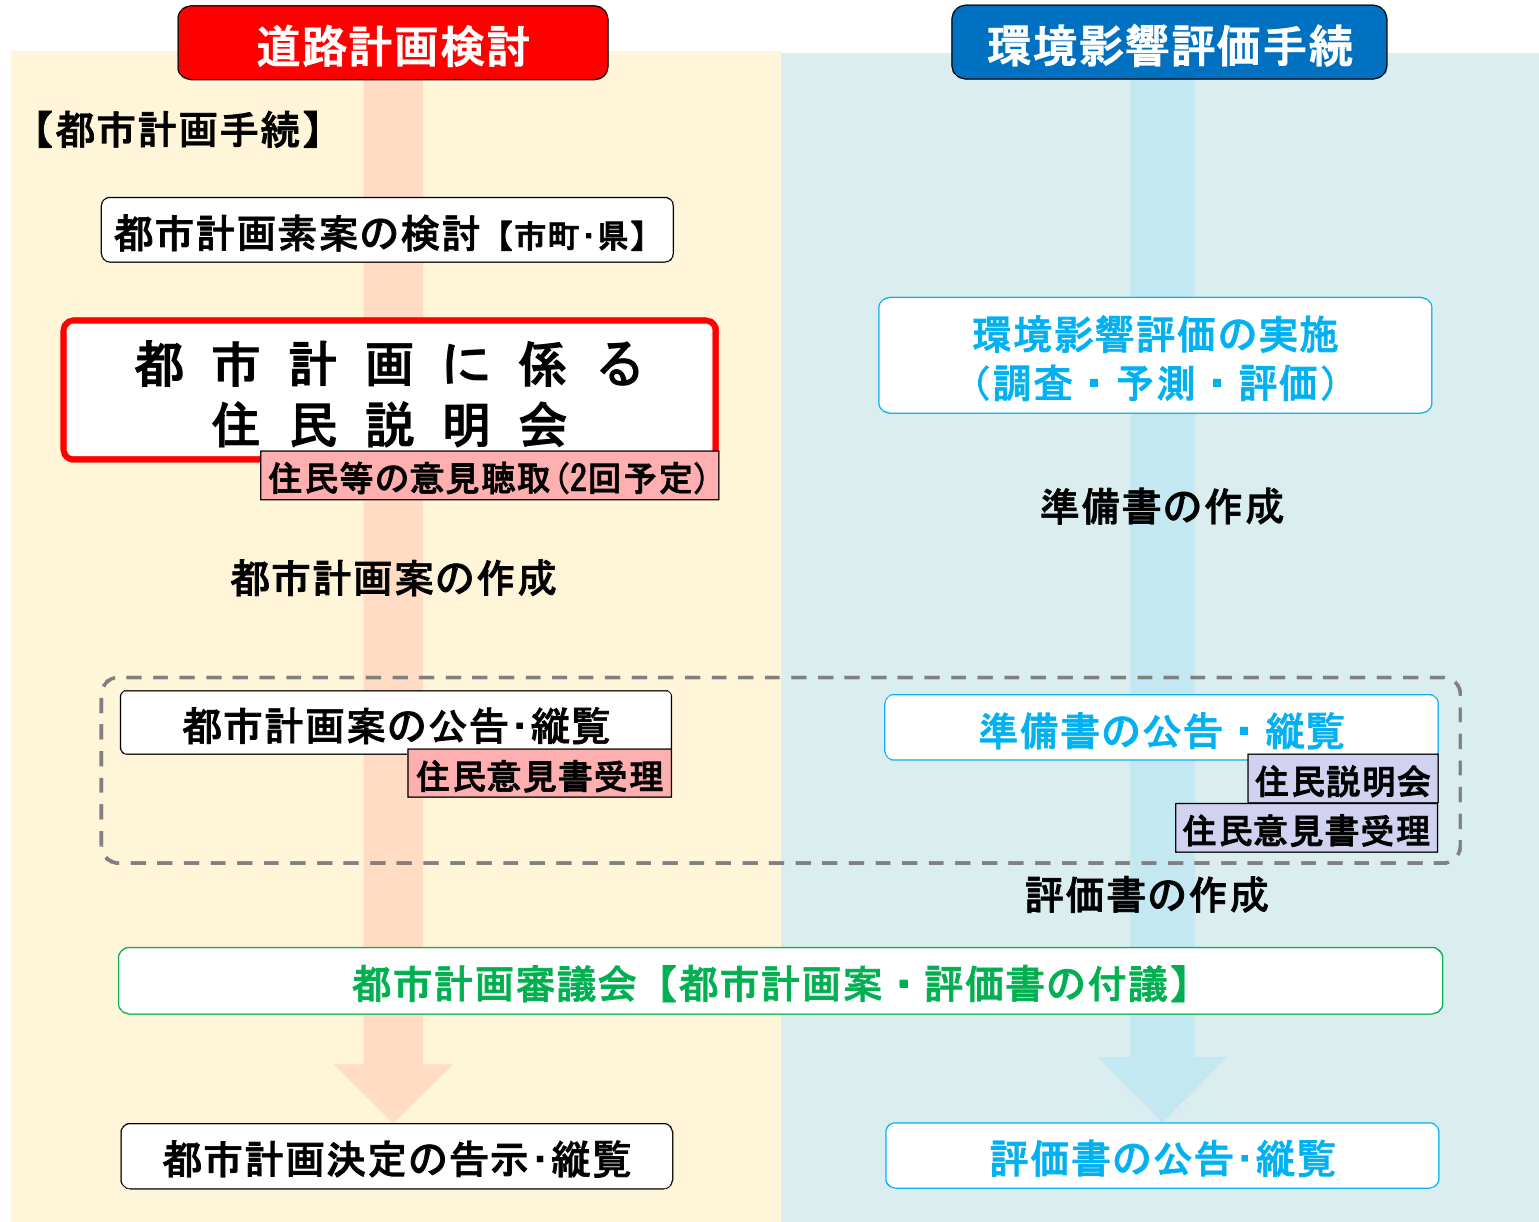 道路計画検討
【都市計画手続】
都市計画素案の検討【市町・県】
都市計画に係る
住民説明会
住民等の意見聴取(2回予定)
都市計画案の作成
都市計画案の公告・縦覧
住民意見書受理
環境影響評価手続
環境影響評価の実施
（調査・予測・評価）
準備書の作成
準備書の公告・縦覧
住民説明会
住民意見書受理
評価書の作成
都市計画審議会【都市計画案・評価書の付議】
都市計画決定の告示・縦覧
評価書の公告・縦覧